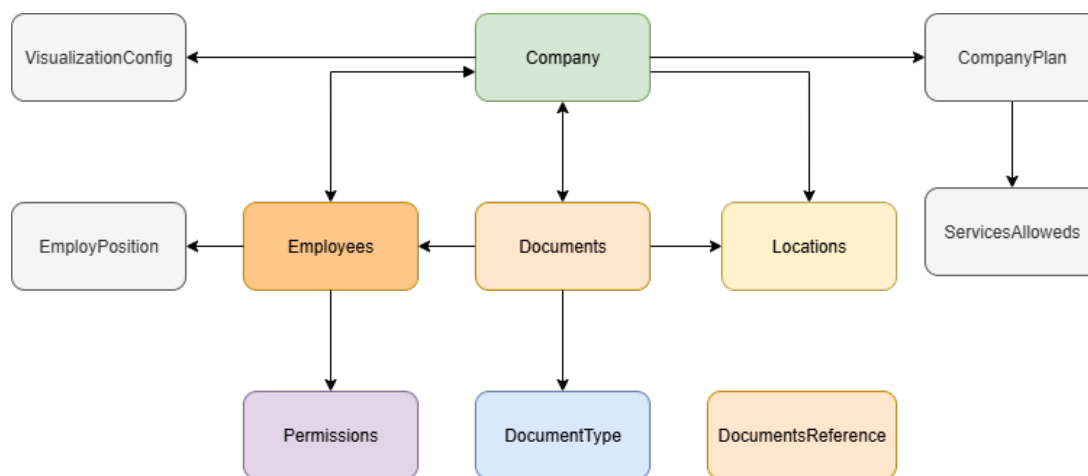 VisualizationConfig
Company
CompanyPlan
EmployPosition
Employees
Documents
Locations
ServicesAlloweds
Permissions
DocumentType
DocumentsReference